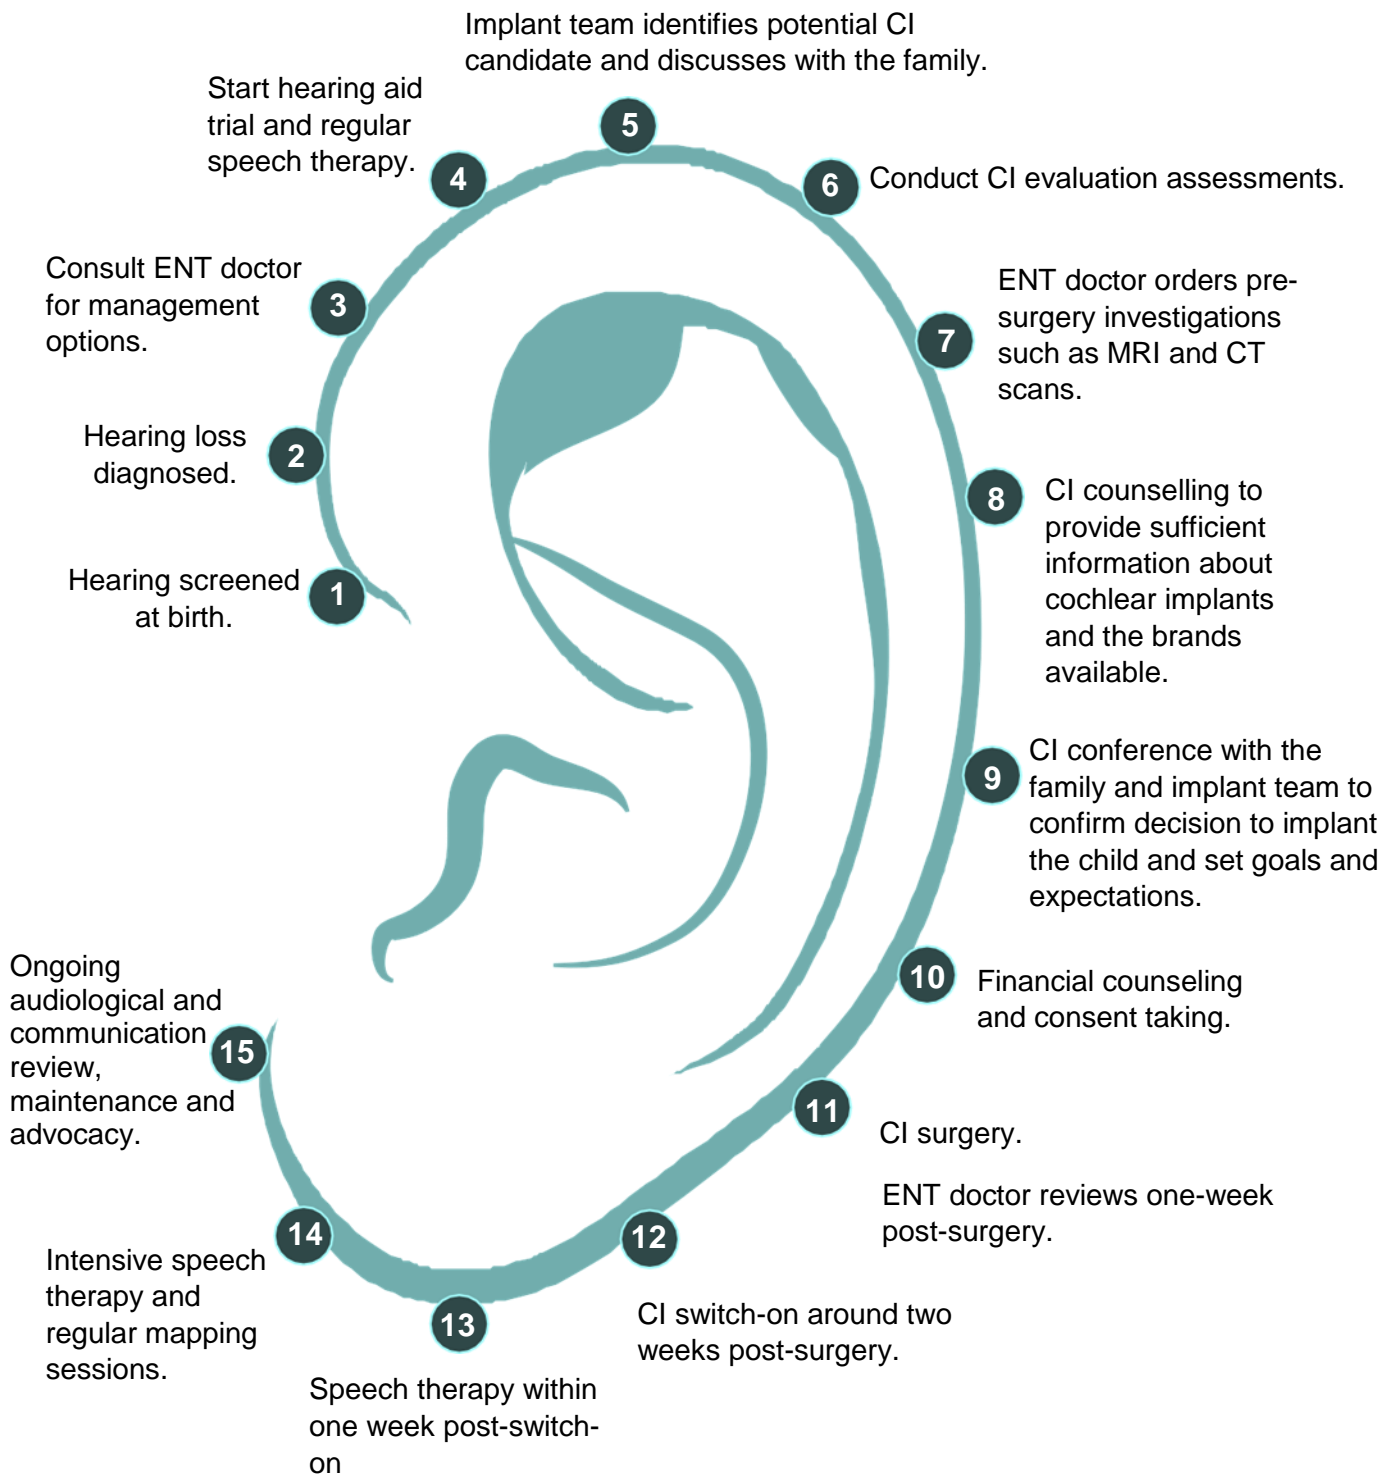 1
Hearing screened
at birth.
2
Hearing loss
diagnosed.
3
Consult ENT doctor
for management
options.
4
Start hearing aid
trial and regular
speech therapy.
5
Implant team identifies potential CI
candidate and discusses with the family.
6
Conduct CI evaluation assessments.
7
ENT doctor orders pre-
surgery investigations
such as MRI and CT
scans.
8
CI counselling to
provide sufficient
information about
cochlear implants
and the brands
available.
9
CI conference with the
family and implant team to
confirm decision to implant
the child and set goals and
expectations.
10
Financial counseling
and consent taking.
11
CI surgery.
ENT doctor reviews one-week
post-surgery.
12
CI switch-on around two
weeks post-surgery.
13
Speech therapy within
one week post-switch-
on
14
Intensive speech
therapy and
regular mapping
sessions.
15
Ongoing
audiological and
communication
review,
maintenance and
advocacy.